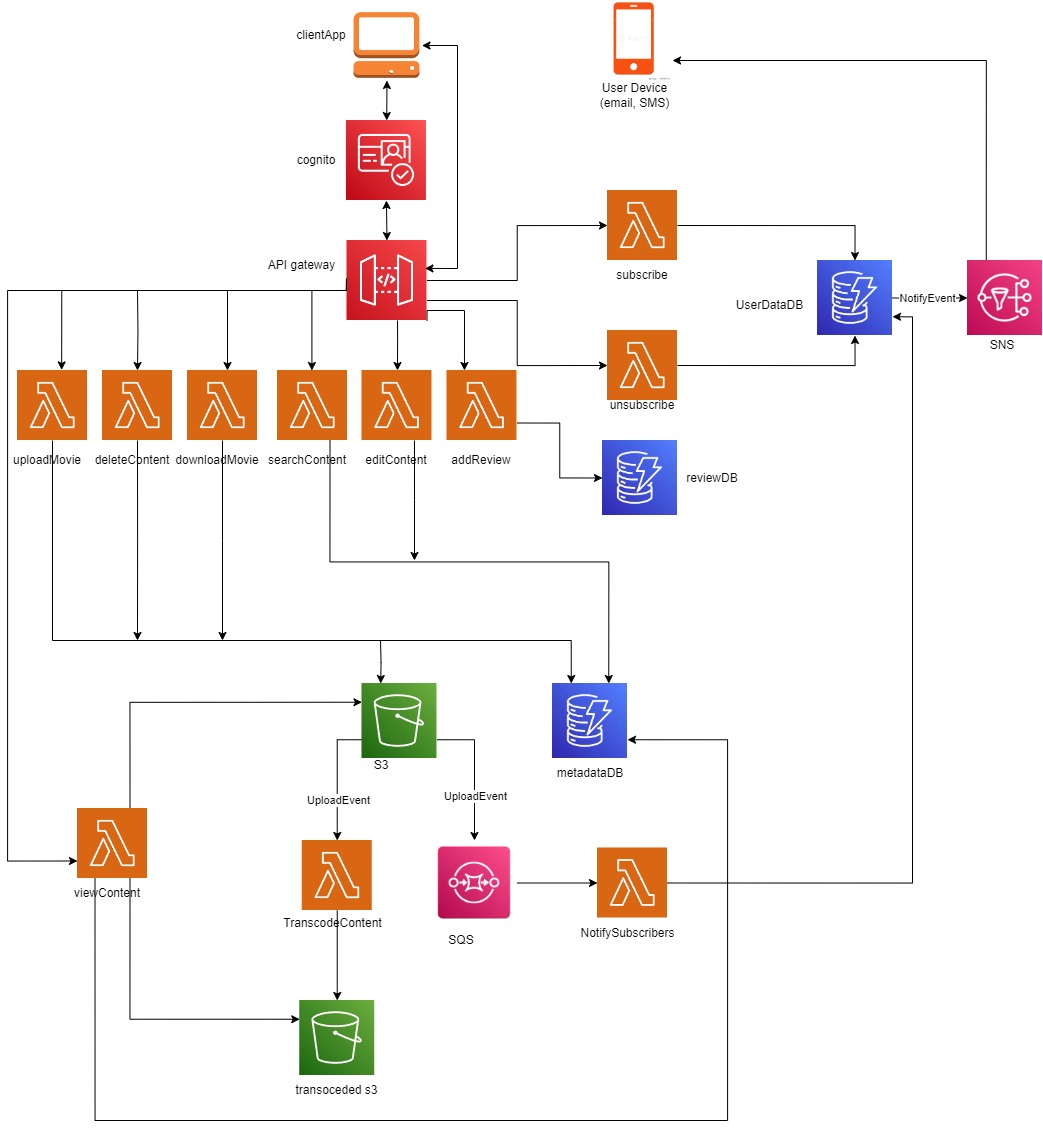 clientApp
User Device
(email, SMS)
cognito
API gateway
</>
subscribe
UserDataDB
NotifyEvent
SNS
unsubscribe
uploadMovie
deleteContent
downloadMovie
searchContent
editContent
addReview
reviewDB
S3
metadataDB
UploadEvent
UploadEvent
viewContent
TranscodeContent
SQS
NotifySubscribers
transoceded s3